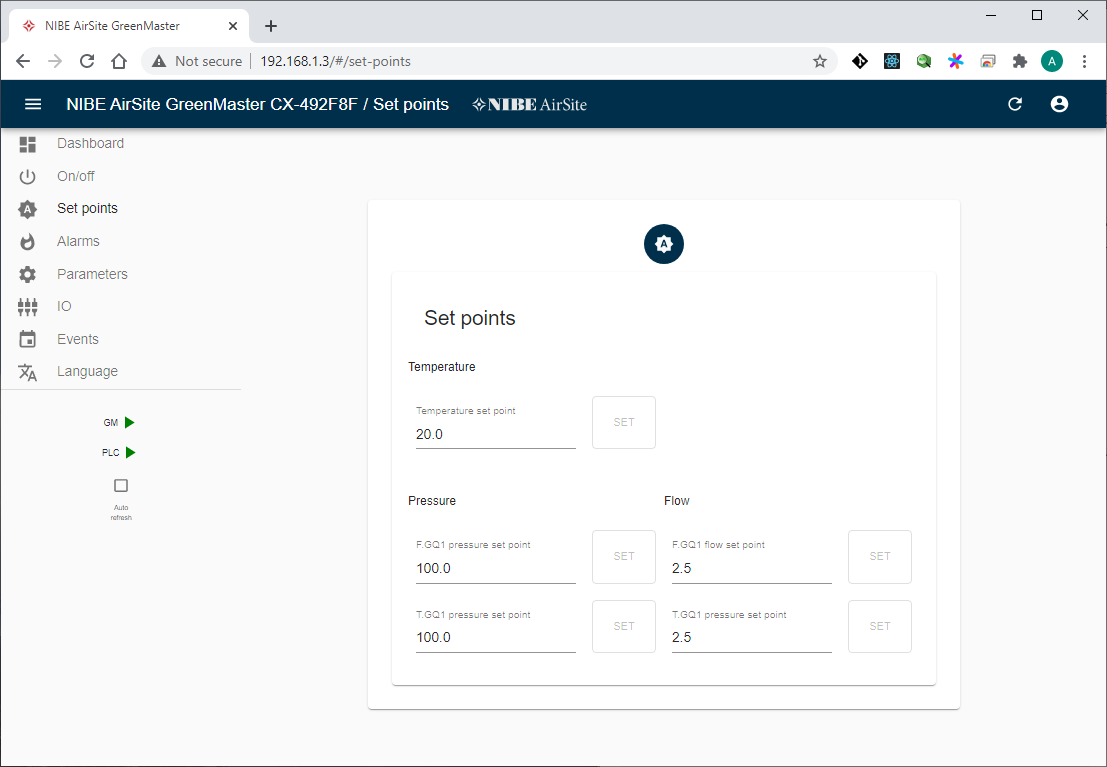 NIBE AirSite GreenMaster
Not secure
192.168.1.3/#/set-points
A
NIBE AirSite GreenMaster CX-492F8F / Set points
NIBE AirSite
Dashboard
On/off
A
Set points
Alarms
Parameters
IO
Events
Language
GM
PLC
Auto
refresh
A
Set points
Temperature
Temperature set point
20.0
SET
Pressure
Flow
F.GQ1 pressure set point
100.0
SET
F.GQ1 flow set point
2.5
SET
T.GQ1 pressure set point
100.0
SET
T.GQ1 pressure set point
2.5
SET